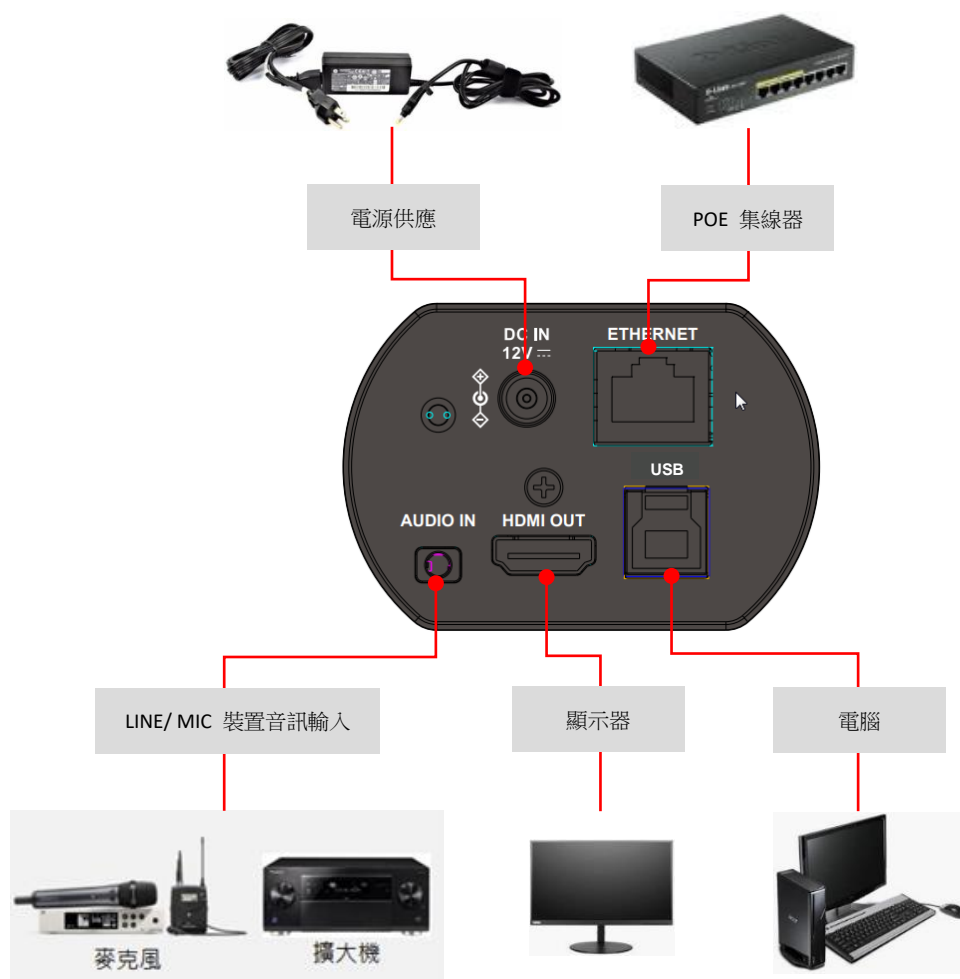 D-Link
電源供應
POE 集線器
DC IN
12V
ETHERNET
USB
AUDIO IN
HDMI OUT
LINE/ MIC 裝置音訊輸入
顯示器
電腦
麥克風
擴大機